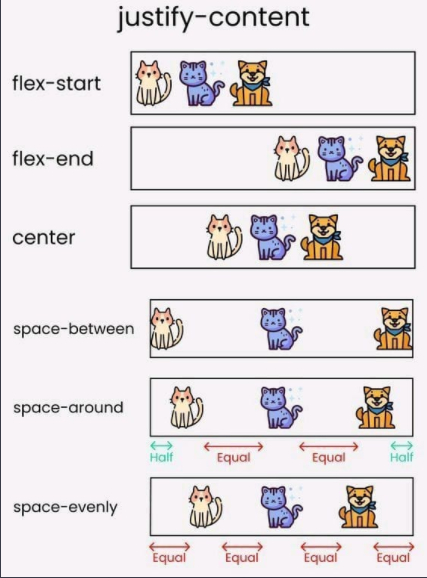 justify-content
flex-start
flex-end
center
space-between
space-around
Half Equal Equal Half
space-evenly
Equal Equal Equal Equal